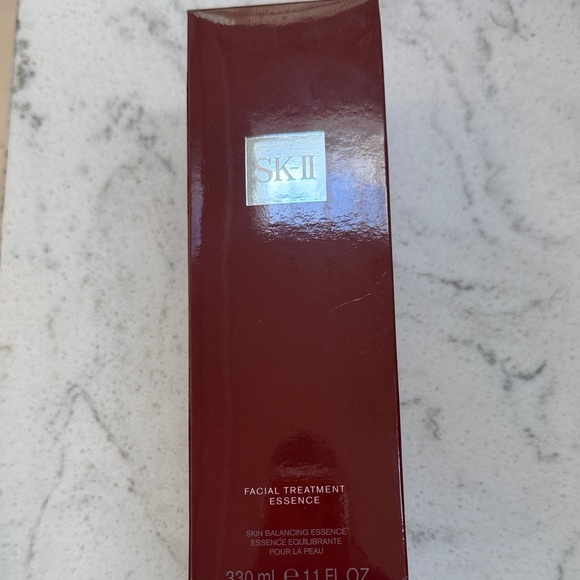 SK-II
FACIAL TREATMENT
ESSENCE
SKIN BALANCING ESSENCE
ESSENCE EQUILIBRANTE
POUR LA PEAU
330 mL ℮ 11 FL OZ